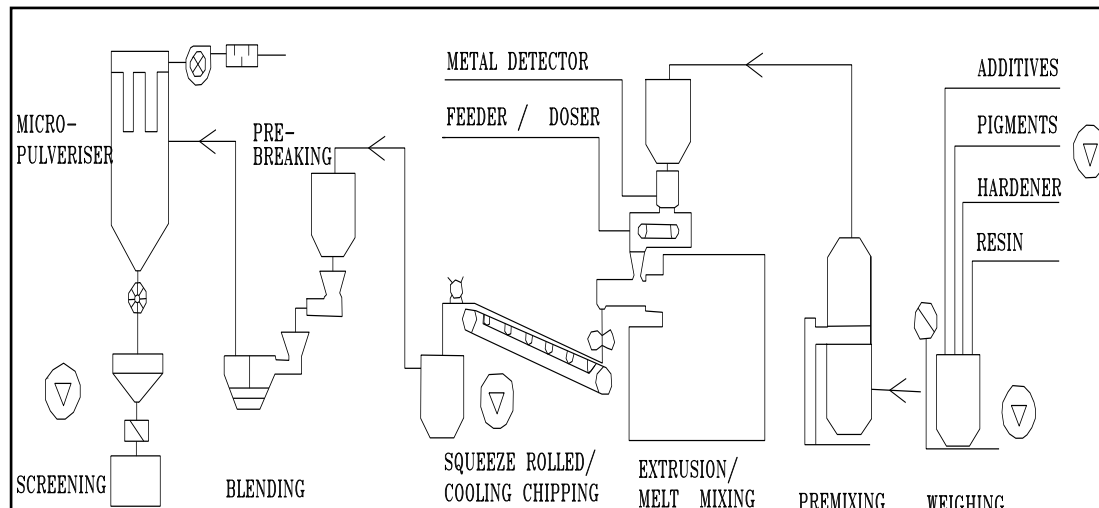 METAL DETECTOR
FEEDER / DOSER
ADDITIVES
PIGMENTS
HARDENER
RESIN
MICRO-
PULVERISER
PRE-
BREAKING
SCREENING
BLENDING
SQUEEZE ROLLED/
COOLING CHIPPING
EXTRUSION/
MELT MIXING
PREMIXING
WEIGHING